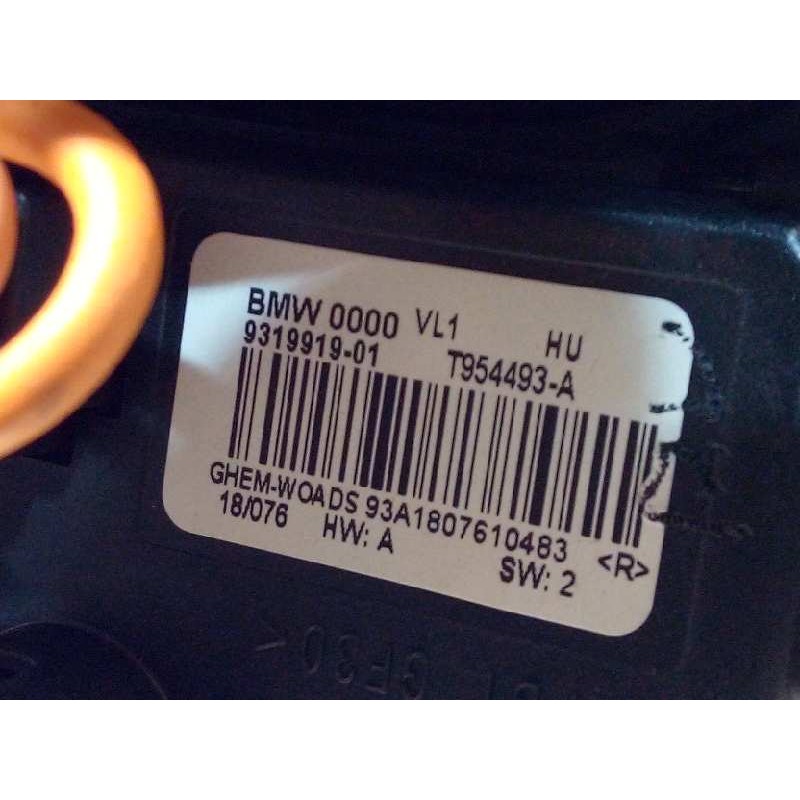 BMW 0000 VL1 HU
9319919-01 T954493-A
GHEM-WOADS 93A1807610483 <R>
18/076 HW: A SW: 2